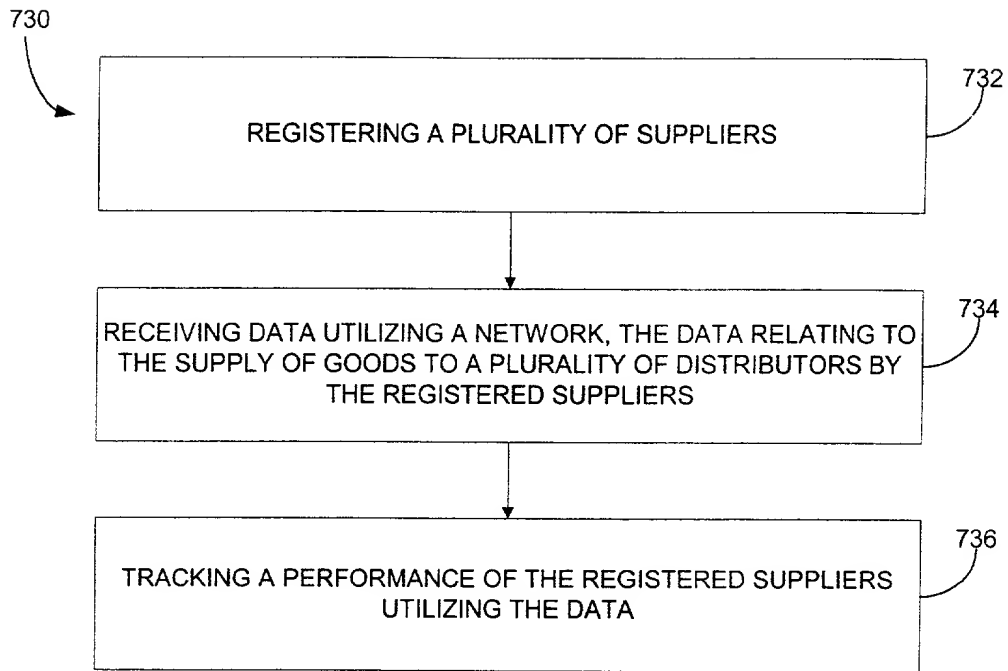 730
732
REGISTERING A PLURALITY OF SUPPLIERS
734
RECEIVING DATA UTILIZING A NETWORK, THE DATA RELATING TO
THE SUPPLY OF GOODS TO A PLURALITY OF DISTRIBUTORS BY
THE REGISTERED SUPPLIERS
736
TRACKING A PERFORMANCE OF THE REGISTERED SUPPLIERS
UTILIZING THE DATA